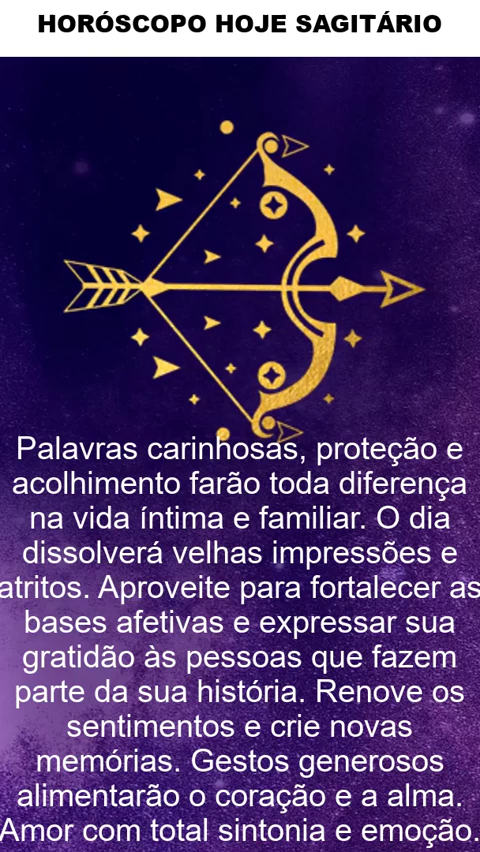 HORÓSCOPO HOJE SAGITÁRIO
Palavras carinhosas, proteção e
acolhimento farão toda diferença
na vida íntima e familiar. O dia
dissolverá velhas impressões e
atritos. Aproveite para fortalecer as
bases afetivas e expressar sua
gratidão às pessoas que fazem
parte da sua história. Renove os
sentimentos e crie novas
memórias. Gestos generosos
alimentarão o coração e a alma.
Amor com total sintonia e emoção.